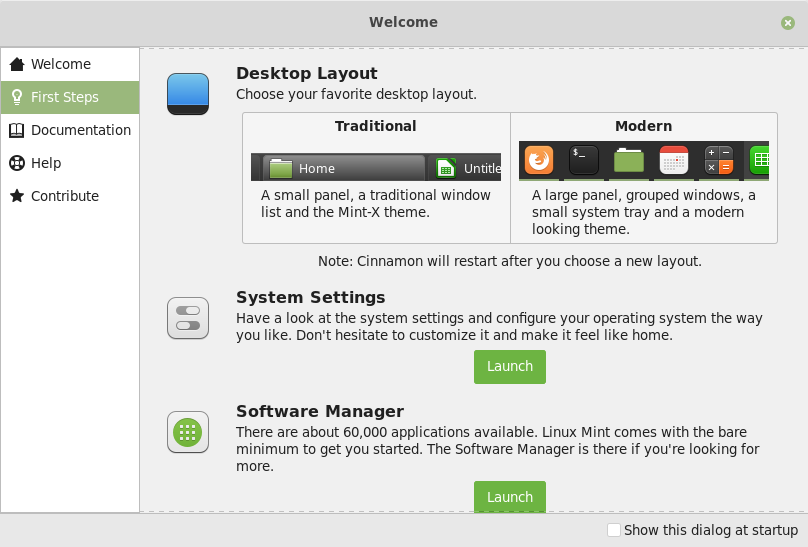 Welcome
Welcome
First Steps
Documentation
Help
Contribute
Desktop Layout
Choose your favorite desktop layout.
Traditional
Home
Untitle
A small panel, a traditional window
list and the Mint-X theme.
Modern
$_
A large panel, grouped windows, a
small system tray and a modern
looking theme.
Note: Cinnamon will restart after you choose a new layout.
System Settings
Have a look at the system settings and configure your operating system the way
you like. Don't hesitate to customize it and make it feel like home.
Launch
Software Manager
There are about 60,000 applications available. Linux Mint comes with the bare
minimum to get you started. The Software Manager is there if you're looking for
more.
Launch
Show this dialog at startup